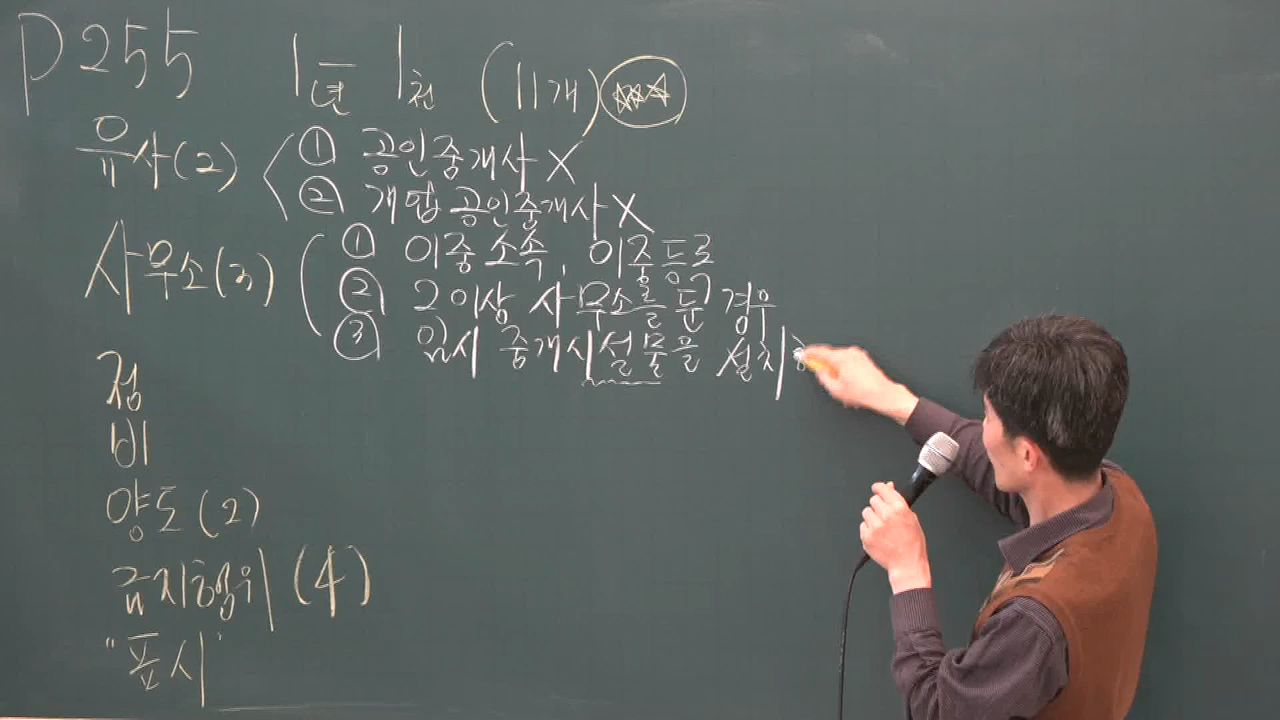 P255 1년 1천 (11개)
유사(2)
① 공인중개사 X
② 개업공인중개사 X
사무소(3)
① 이중소속, 이중등록
② 2이상 사무소를 둔 경우
③ 임시 중개시설물을 설치
정
비
양도(2)
금지행위(4)
"표시"